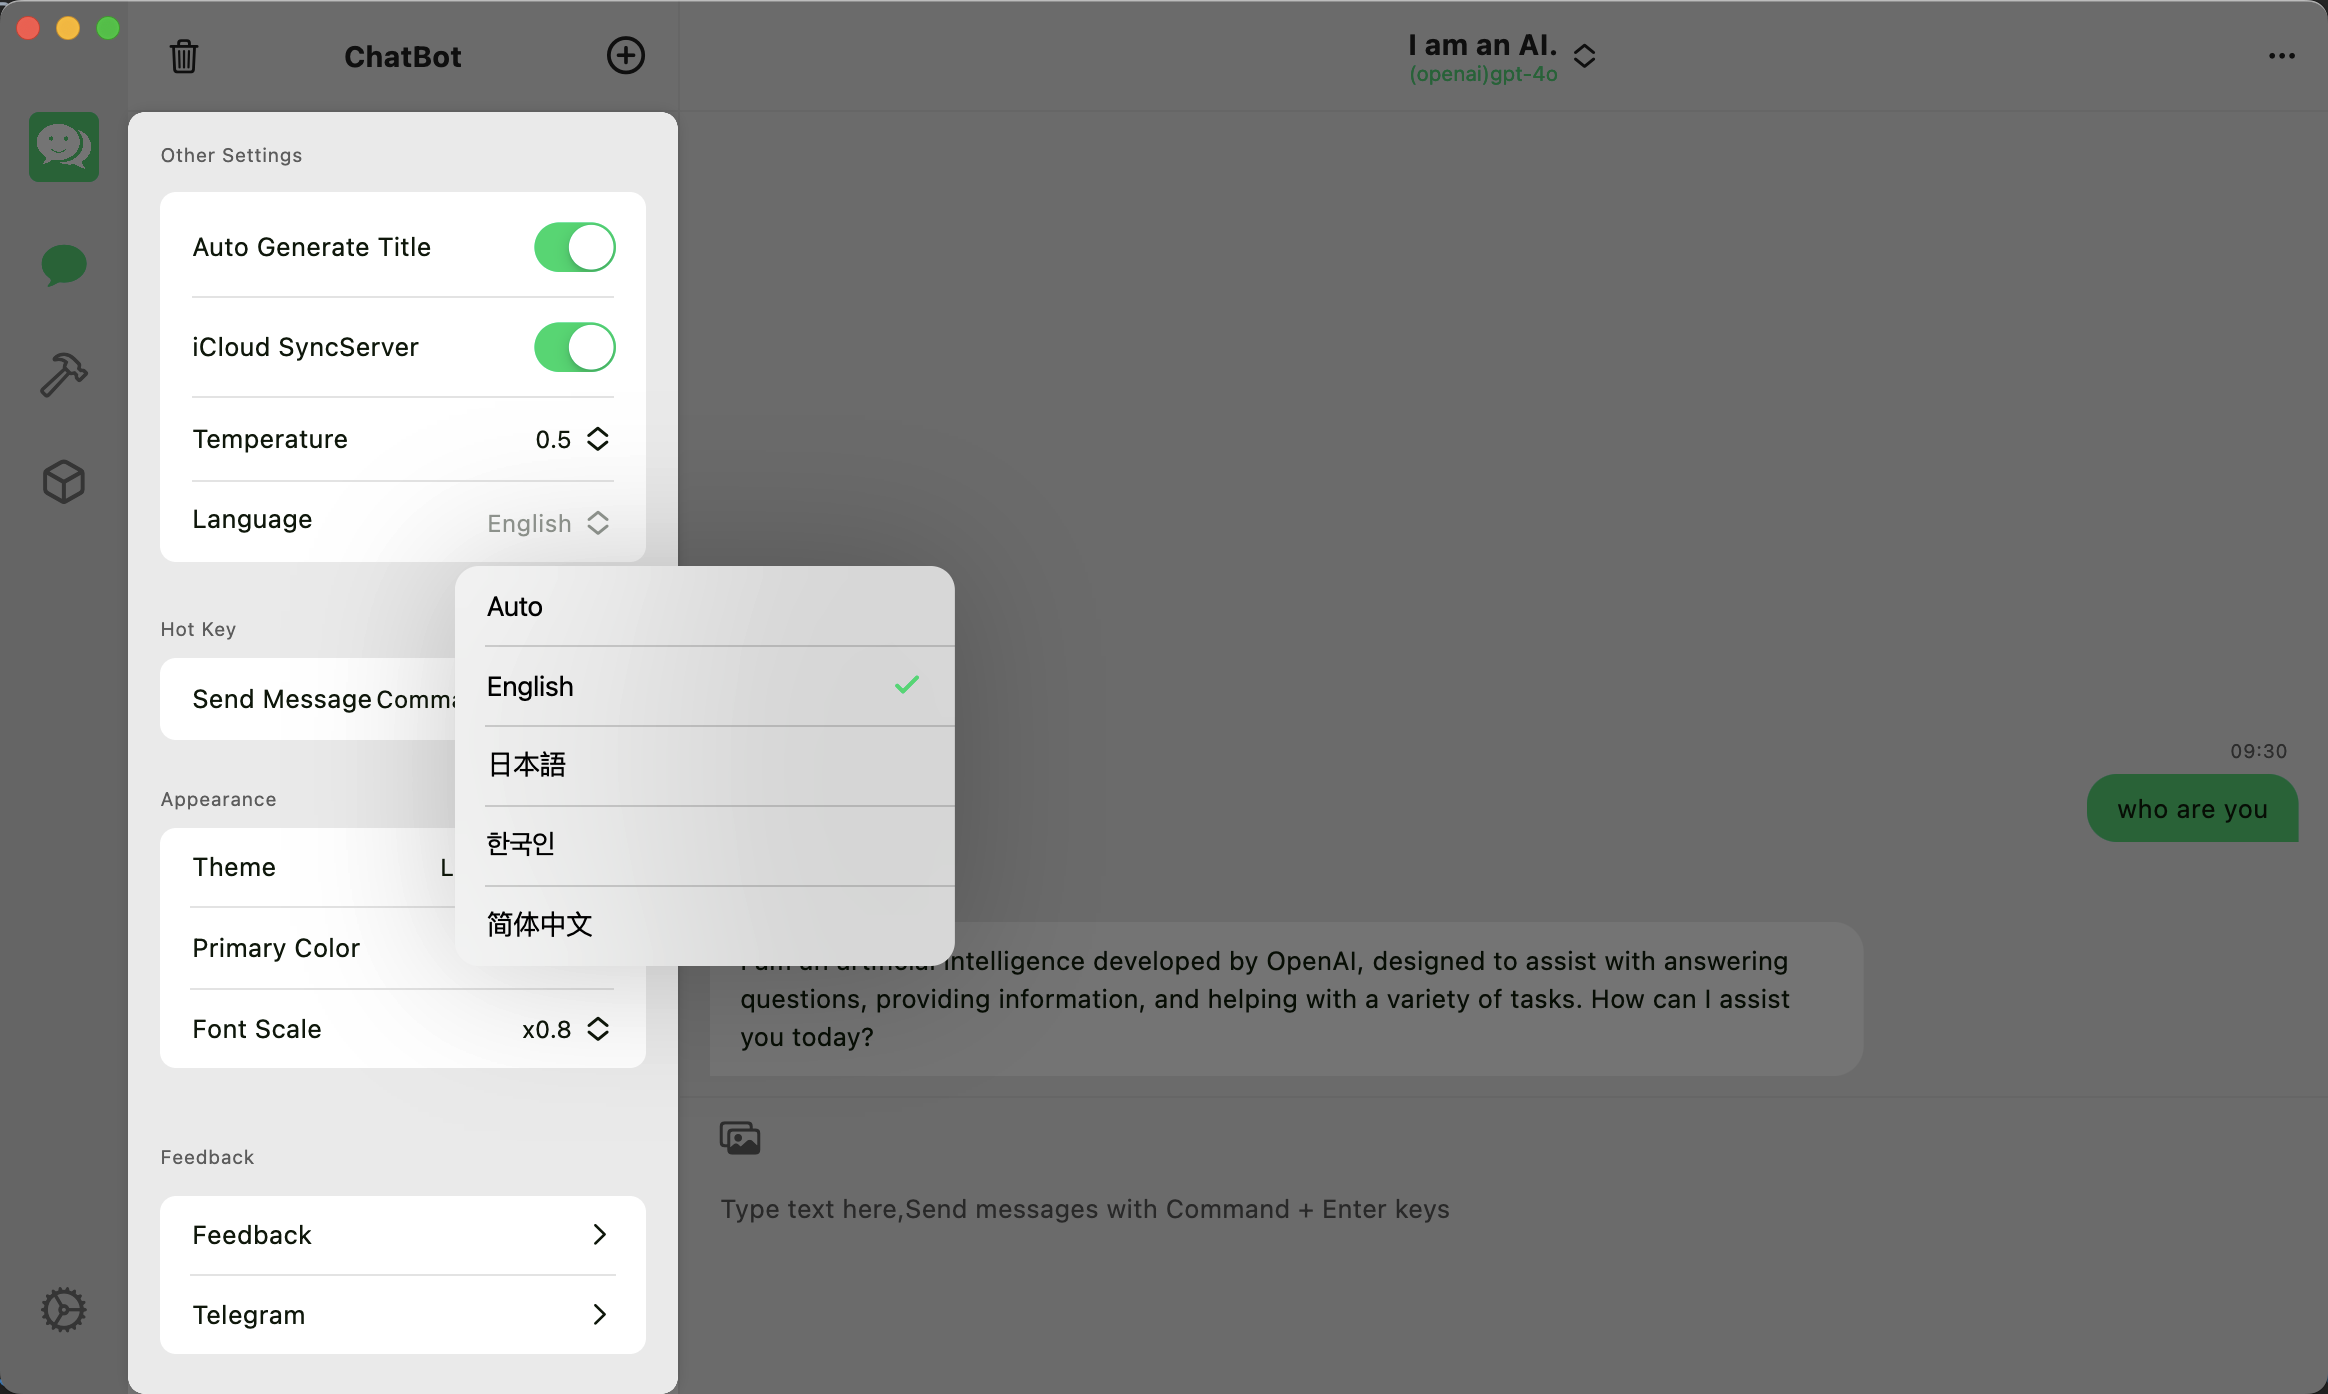 ChatBot
I am an AI.
(openai)gpt-4o
Other Settings
Auto Generate Title
iCloud SyncServer
Temperature 0.5
Language English
Auto
English
日本語
한국인
简体中文
Hot Key
Send Message
Appearance
Theme
Primary Color
Font Scale x0.8
Feedback
Feedback
Telegram
09:30
who are you
intelligence developed by OpenAI, designed to assist with answering
questions, providing information, and helping with a variety of tasks. How can I assist
you today?
Type text here,Send messages with Command + Enter keys